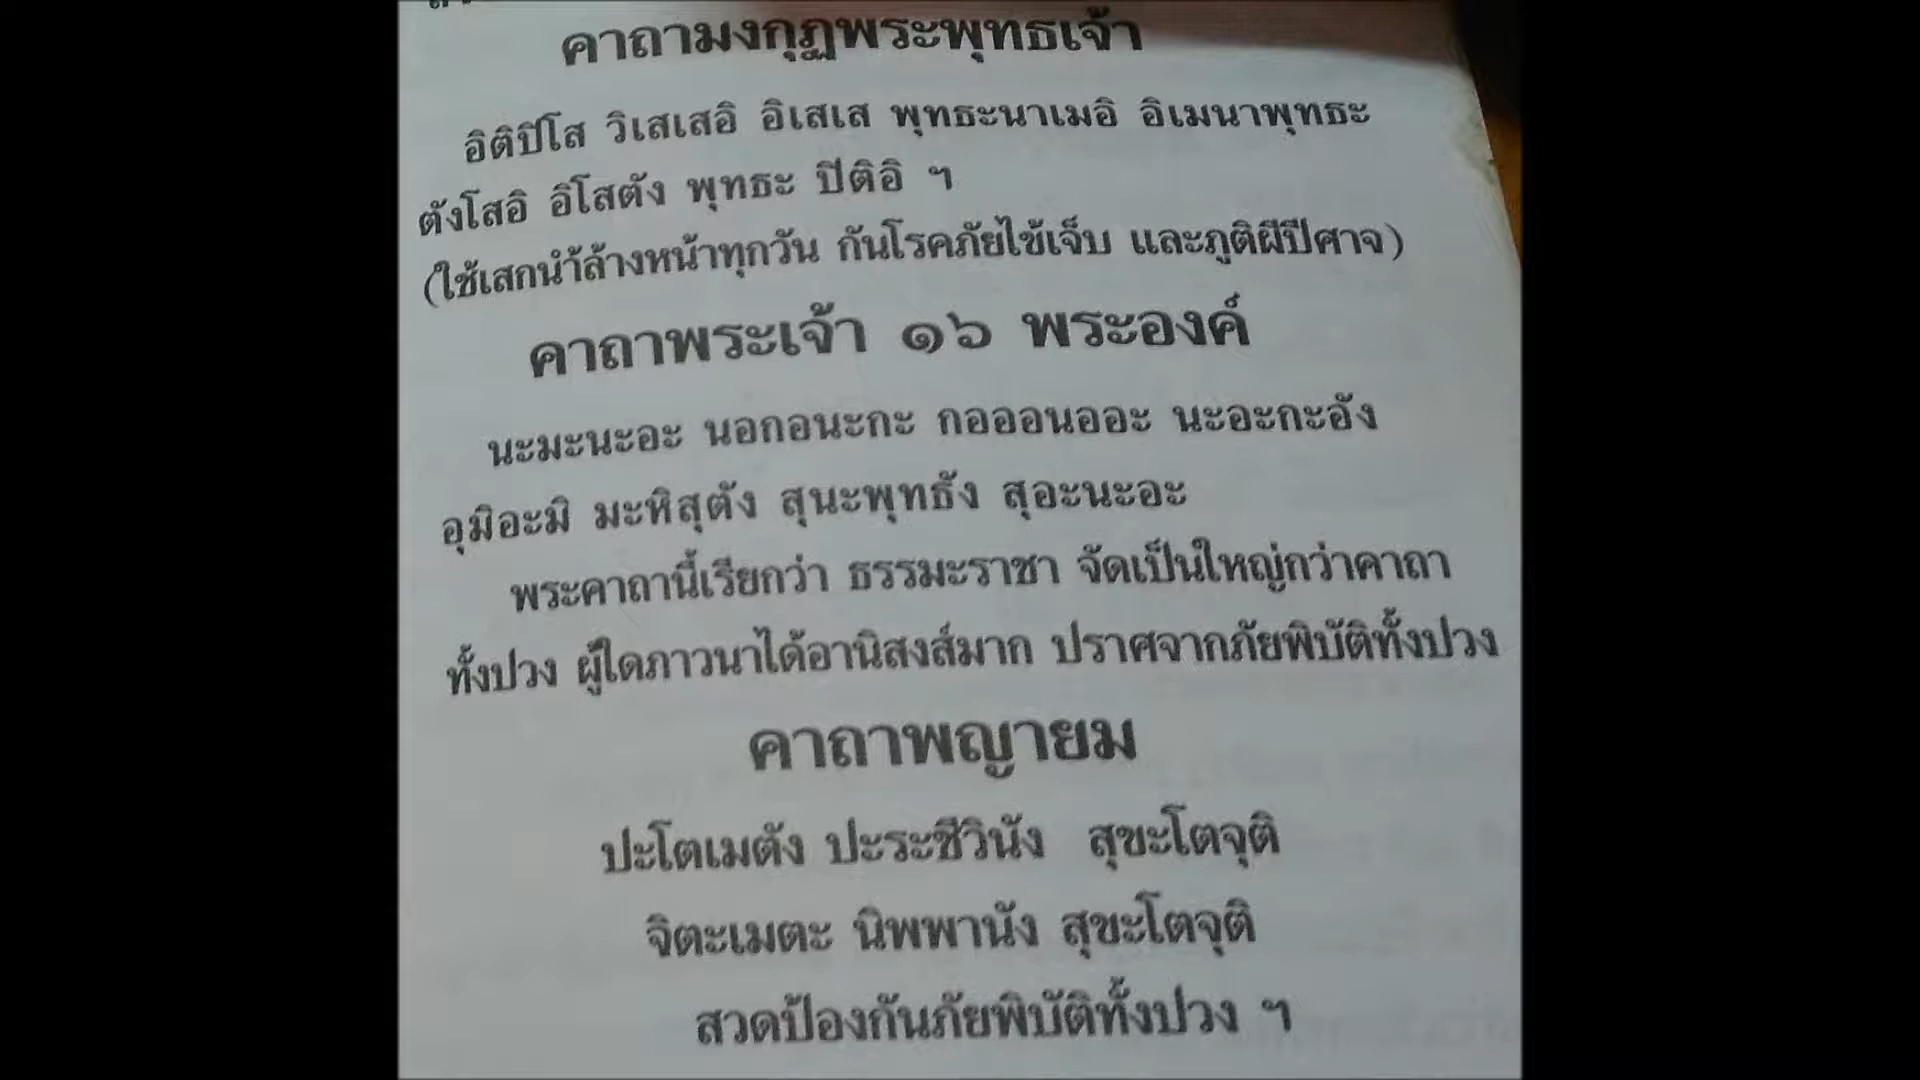 คาถามงกุฏพระพุทธเจ้า
อิติปิโส วิเสเสอิ อิเสเส พุทธะนาเมอิ อิเมนาพุทธะ
ตังโสอิ อิโสตัง พุทธะ ปิติอิ ฯ
(ใช้เสกน้ำล้างหน้าทุกวัน กันโรคภัยไข้เจ็บ และภูติผีปีศาจ)
คาถาพระเจ้า ๑๖ พระองค์
นะมะนะอะ นอกอนะกะ กอออนออะ นะอะกะอัง
อุมิอะมิ มะหิสุตัง สุนะพุทธัง สุอะนะอะ
พระคาถานี้เรียกว่า ธรรมะราชา จัดเป็นใหญ่กว่าคาถา
ทั้งปวง ผู้ใดภาวนาได้อานิสงส์มาก ปราศจากภัยพิบัติทั้งปวง
คาถาพญายม
ปะโตเมตัง ปะระชีวินัง สุขะโตจุติ
จิตะเมตะ นิพพานัง สุขะโตจุติ
สวดป้องกันภัยพิบัติทั้งปวง ฯ